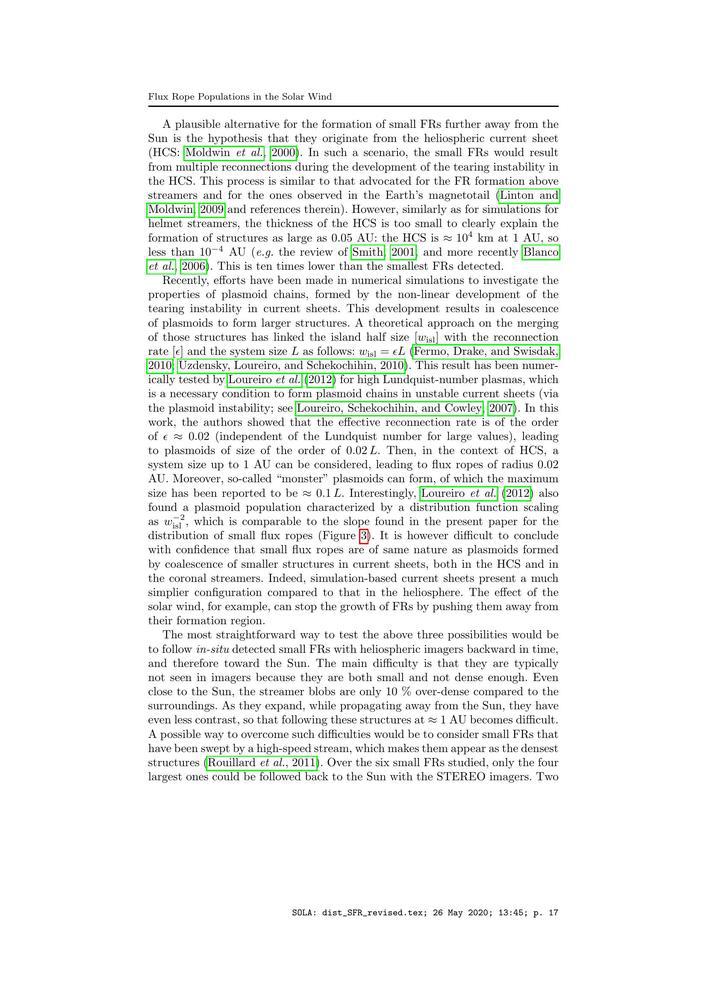 Flux Rope Populations in the Solar Wind
A plausible alternative for the formation of small FRs further away from the
Sun is the hypothesis that they originate from the heliospheric current sheet
(HCS: Moldwin et al., 2000). In such a scenario, the small FRs would result
from multiple reconnections during the development of the tearing instability in
the HCS. This process is similar to that advocated for the FR formation above
streamers and for the ones observed in the Earth's magnetotail (Linton and
Moldwin, 2009 and references therein). However, similarly as for simulations for
helmet streamers, the thickness of the HCS is too small to clearly explain the
formation of structures as large as 0.05 AU: the HCS is ≈ 10⁴ km at 1 AU, so
less than 10⁻⁴ AU (e.g. the review of Smith, 2001, and more recently Blanco
et al., 2006). This is ten times lower than the smallest FRs detected.
Recently, efforts have been made in numerical simulations to investigate the
properties of plasmoid chains, formed by the non-linear development of the
tearing instability in current sheets. This development results in coalescence
of plasmoids to form larger structures. A theoretical approach on the merging
of those structures has linked the island half size [w_isl] with the reconnection
rate [ϵ] and the system size L as follows: w_isl = ϵL (Fermo, Drake, and Swisdak,
2010; Uzdensky, Loureiro, and Schekochihin, 2010). This result has been numer-
ically tested by Loureiro et al. (2012) for high Lundquist-number plasmas, which
is a necessary condition to form plasmoid chains in unstable current sheets (via
the plasmoid instability; see Loureiro, Schekochihin, and Cowley, 2007). In this
work, the authors showed that the effective reconnection rate is of the order
of ϵ ≈ 0.02 (independent of the Lundquist number for large values), leading
to plasmoids of size of the order of 0.02 L. Then, in the context of HCS, a
system size up to 1 AU can be considered, leading to flux ropes of radius 0.02
AU. Moreover, so-called "monster" plasmoids can form, of which the maximum
size has been reported to be ≈ 0.1 L. Interestingly, Loureiro et al. (2012) also
found a plasmoid population characterized by a distribution function scaling
as w_isl⁻², which is comparable to the slope found in the present paper for the
distribution of small flux ropes (Figure 3). It is however difficult to conclude
with confidence that small flux ropes are of same nature as plasmoids formed
by coalescence of smaller structures in current sheets, both in the HCS and in
the coronal streamers. Indeed, simulation-based current sheets present a much
simplier configuration compared to that in the heliosphere. The effect of the
solar wind, for example, can stop the growth of FRs by pushing them away from
their formation region.
The most straightforward way to test the above three possibilities would be
to follow in-situ detected small FRs with heliospheric imagers backward in time,
and therefore toward the Sun. The main difficulty is that they are typically
not seen in imagers because they are both small and not dense enough. Even
close to the Sun, the streamer blobs are only 10 % over-dense compared to the
surroundings. As they expand, while propagating away from the Sun, they have
even less contrast, so that following these structures at ≈ 1 AU becomes difficult.
A possible way to overcome such difficulties would be to consider small FRs that
have been swept by a high-speed stream, which makes them appear as the densest
structures (Rouillard et al., 2011). Over the six small FRs studied, only the four
largest ones could be followed back to the Sun with the STEREO imagers. Two
SOLA: dist_SFR_revised.tex; 26 May 2020; 13:45; p. 17